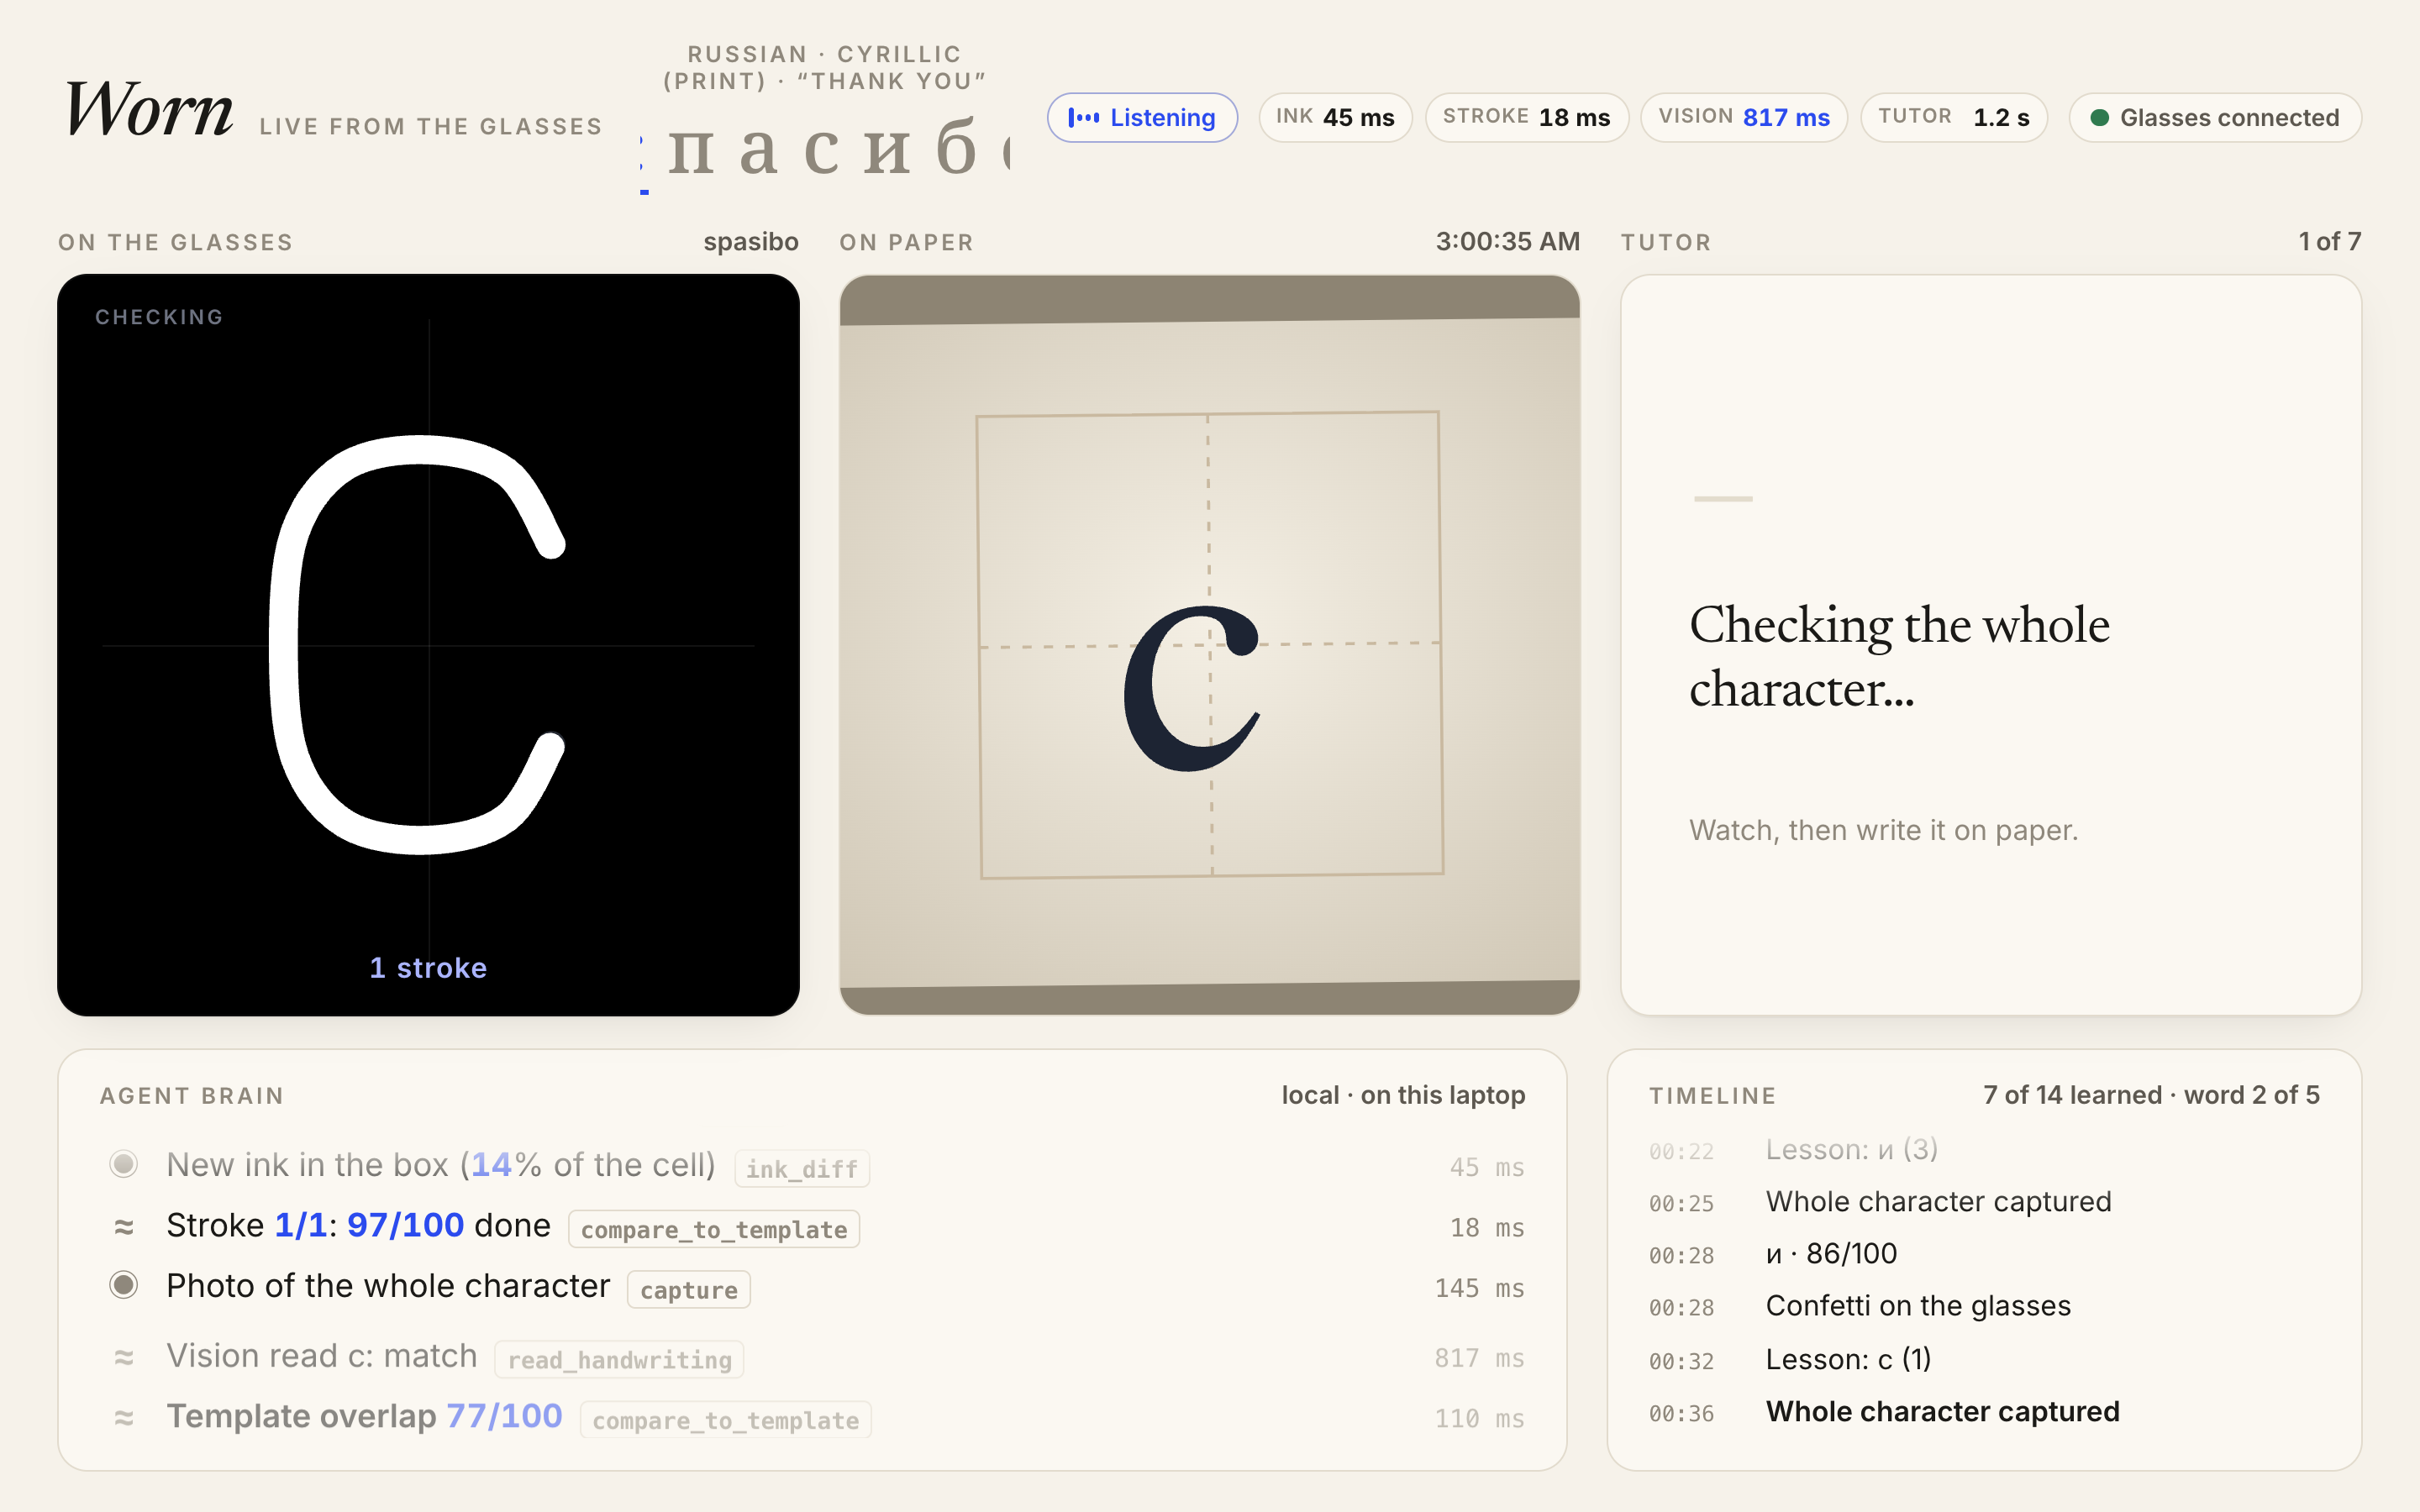 RUSSIAN · CYRILLIC
(PRINT) · “THANK YOU”
Worn LIVE FROM THE GLASSES
пасиб
Listening
INK 45 ms
STROKE 18 ms
VISION 817 ms
TUTOR 1.2 s
Glasses connected
ON THE GLASSES spasibo
CHECKING
С
1 stroke
ON PAPER 3:00:35 AM
с
TUTOR 1 of 7
Checking the whole
character...
Watch, then write it on paper.
AGENT BRAIN local · on this laptop
New ink in the box (14% of the cell) ink_diff 45 ms
≈ Stroke 1/1: 97/100 done compare_to_template 18 ms
Photo of the whole character capture 145 ms
≈ Vision read с: match read_handwriting 817 ms
≈ Template overlap 77/100 compare_to_template 110 ms
TIMELINE 7 of 14 learned · word 2 of 5
00:22 Lesson: и (3)
00:25 Whole character captured
00:28 и · 86/100
00:28 Confetti on the glasses
00:32 Lesson: с (1)
00:36 Whole character captured